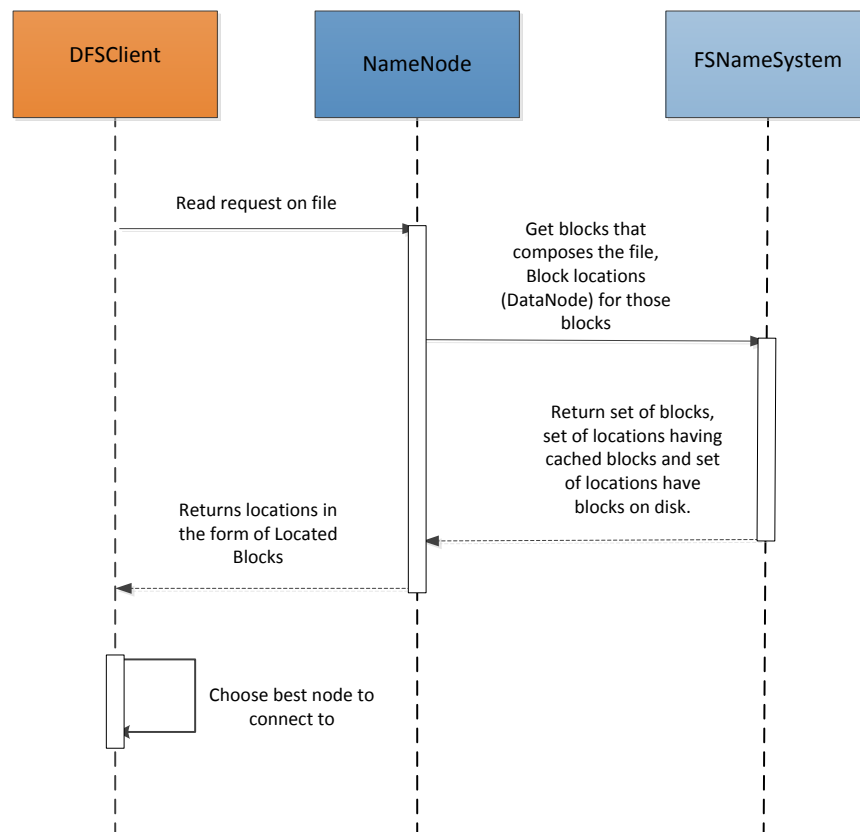 DFSClient
NameNode
FSNameSystem
Read request on file
Get blocks that
composes the file,
Block locations
(DataNode) for those
blocks
Return set of blocks,
set of locations having
cached blocks and set
of locations have
blocks on disk.
Returns locations in
the form of Located
Blocks
Choose best node to
connect to